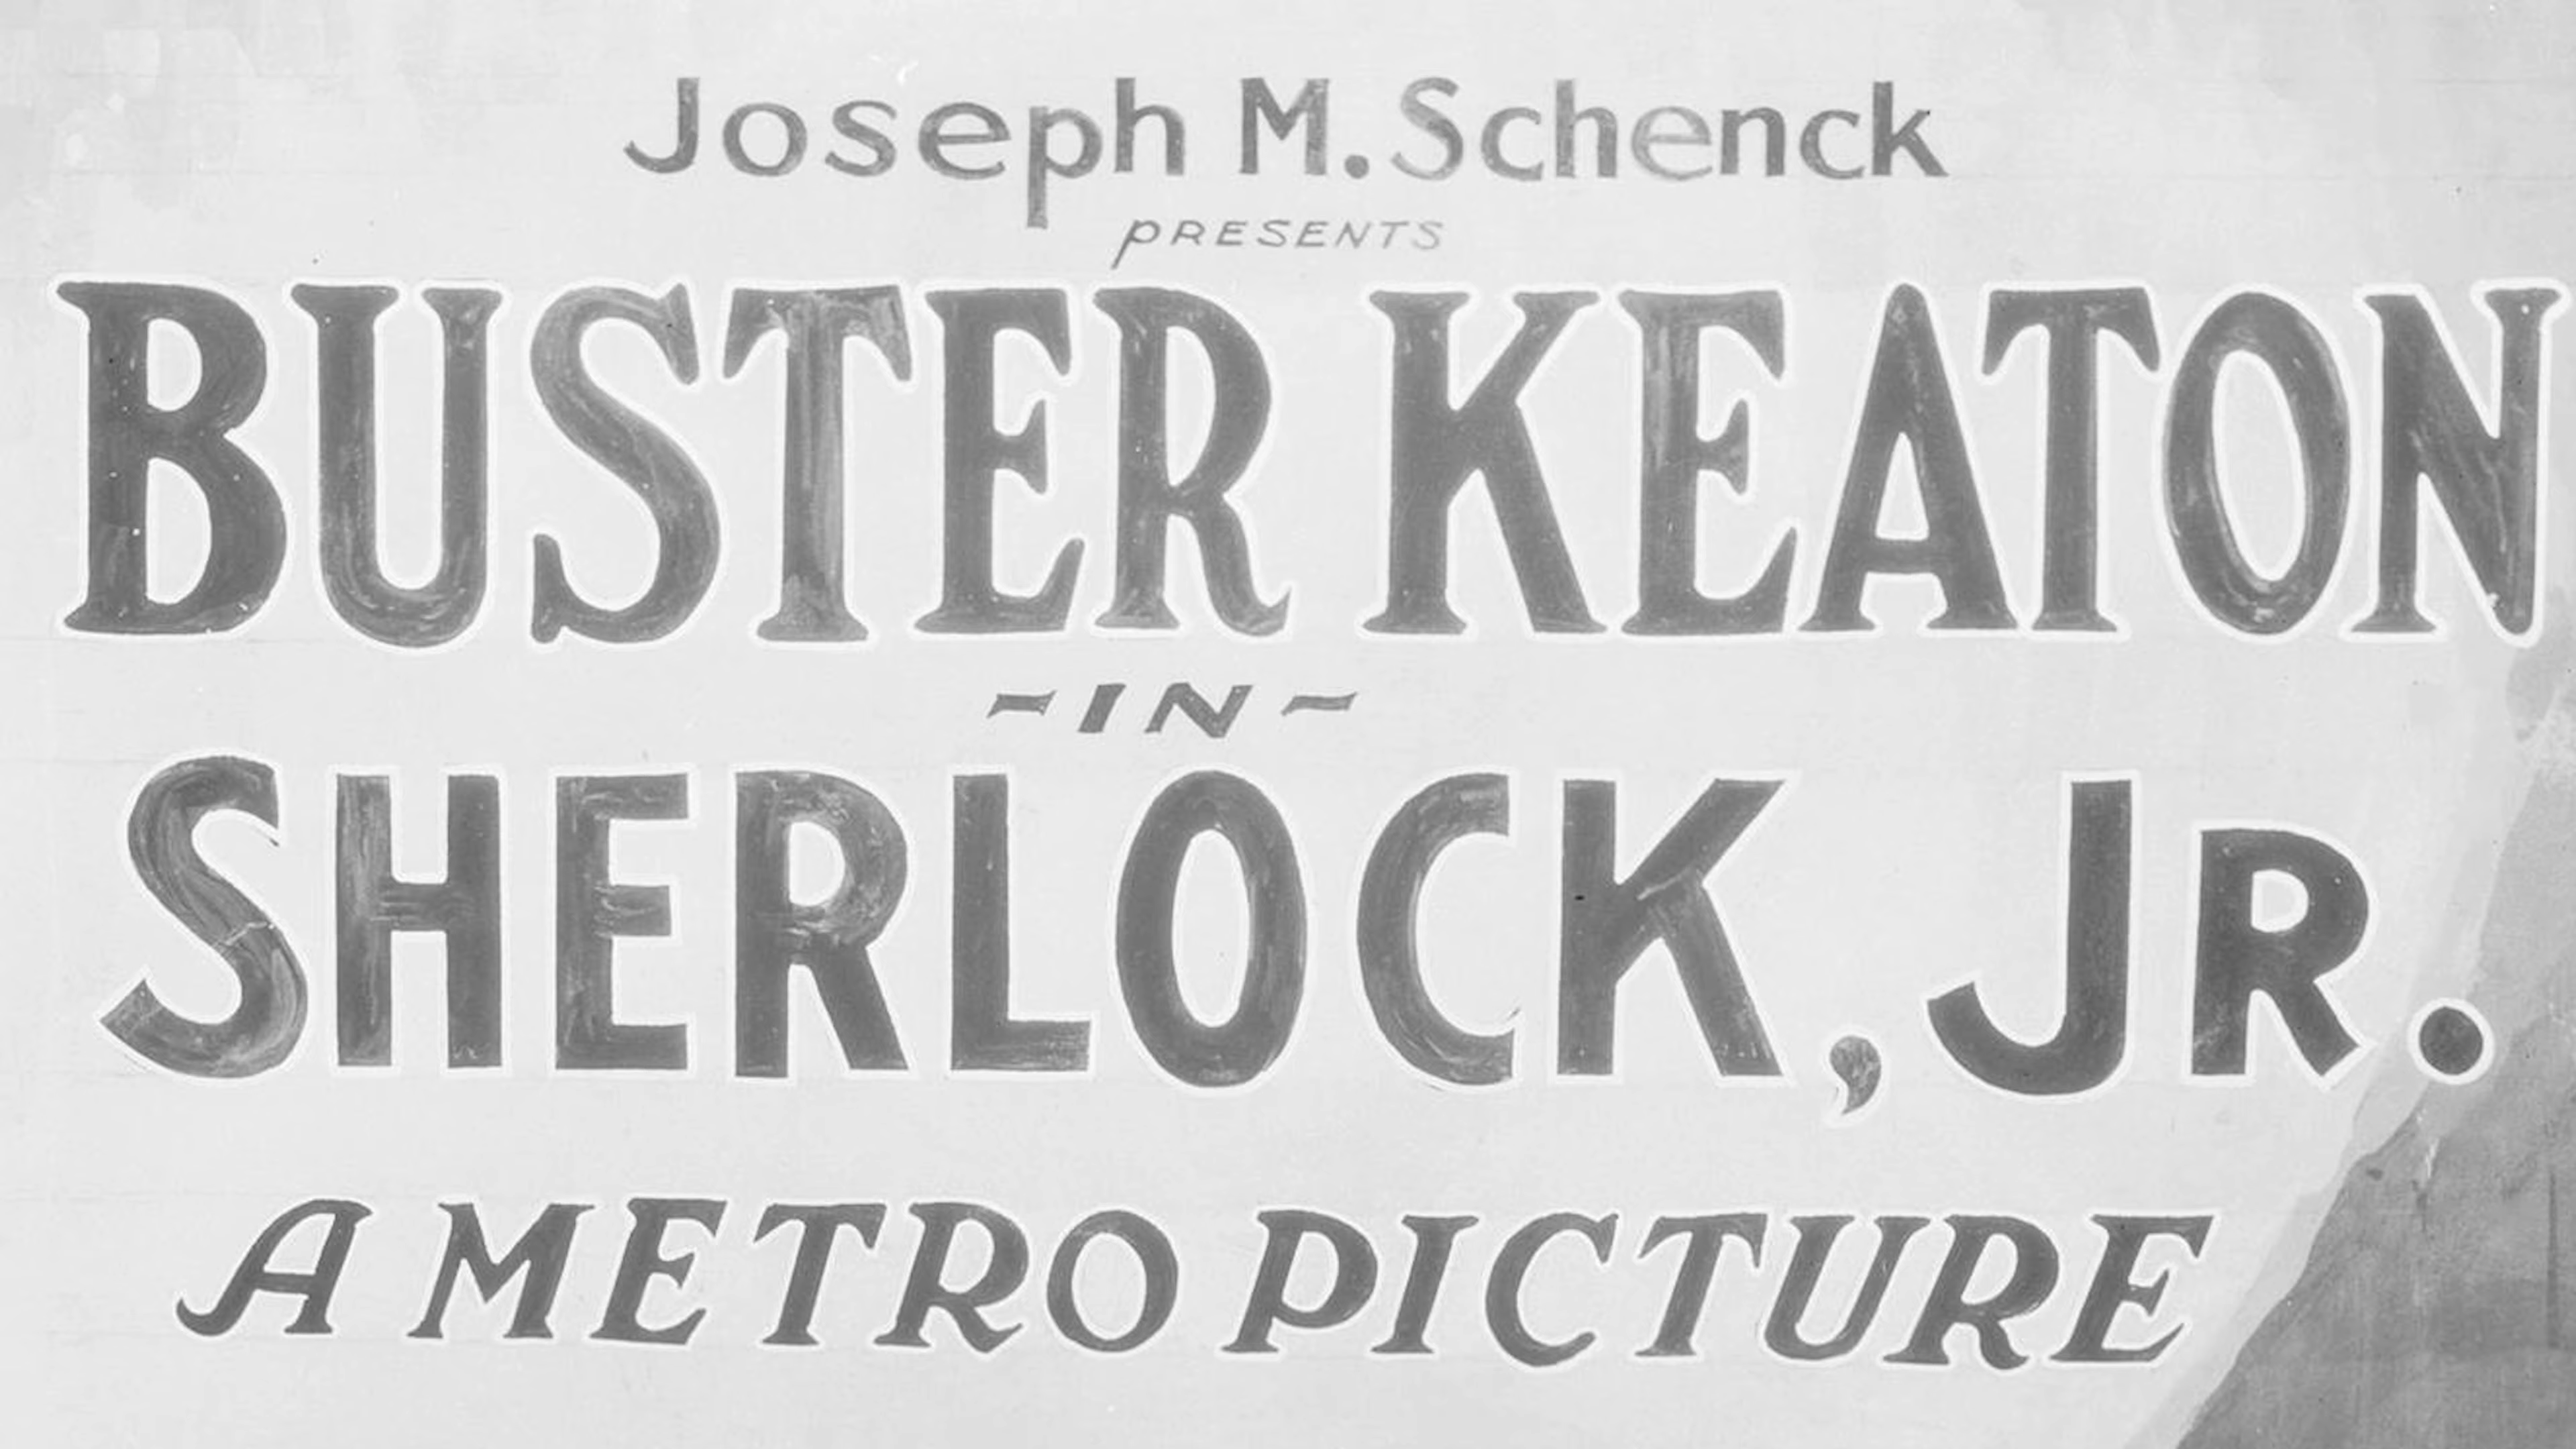 Joseph M. Schenck
PRESENTS
BUSTER KEATON
-IN-
SHERLOCK, JR.
A METRO PICTURE